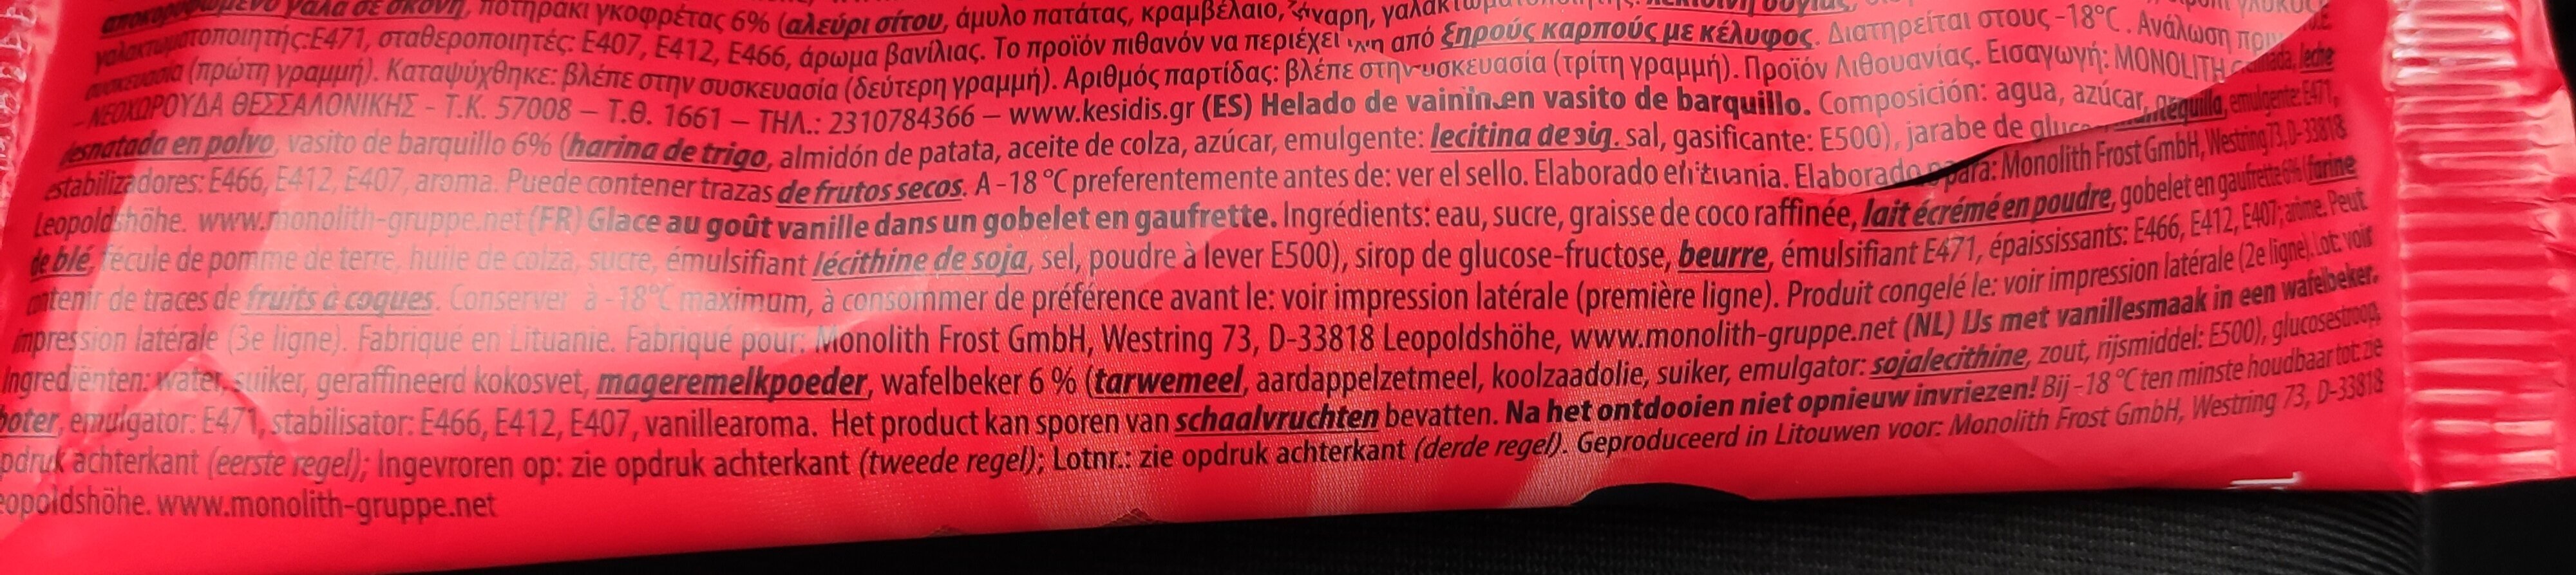 γάλα σε σκόνη, ποτηράκι γκοφρέτας 6% (αλεύρι σίτου, άμυλο πατάτας, κραμβέλαιο,
γαλακτωματοποιητής:E471, σταθεροποιητές: E407, E412, E466, άρωμα βανίλιας. Το προϊόν πιθανόν να περιέχει από ξηρούς καρπούς με κέλυφος. Διατηρείται στους -18°C. Ανάλωση
συσκευασία (πρώτη γραμμή). Καταψύχθηκε: βλέπε στην συσκευασία (δεύτερη γραμμή). Αριθμός παρτίδας: βλέπε στην υσκευασία (τρίτη γραμμή). Προϊόν Λιθουανίας. Εισαγωγή: MONOLITH
- ΝΕΟΧΩΡΟΥΔΑ ΘΕΣΣΑΛΟΝΙΚΗΣ - Τ.Κ. 57008 – Τ.Θ. 1661 – ΤΗΛ.: 2310784366 – www.kesidis.gr (ES) Helado de en vasito de barquillo. Composición: agua, azúcar, leche
desnatada en polvo, vasito de barquillo 6% (harina de trigo, almidón de patata, aceite de colza, azúcar, emulgente: lecitina de sal, gasificante: E500), jarabe de emulgente: E471,
estabilizadores: E466, E412, E407, aroma. Puede contener trazas de frutos secos. A -18 °C preferentemente antes de: ver el sello. Elaborado Elaborado para: Monolith Frost GmbH, Westring 73, D-33818
Leopoldshöhe. www.monolith-gruppe.net (FR) Glace au goût vanille dans un gobelet en gaufrette. Ingrédients: eau, sucre, graisse de coco raffinée, lait écrémé en poudre, gobelet en gaufrette 6% (farine
de blé, fécule de pomme de terre, huile de colza, sucre, émulsifiant lécithine de soja, sel, poudre à lever E500), sirop de glucose-fructose, beurre, émulsifiant E471, épaississants: E466, E412, E407, arôme. Peut
contenir de traces de fruits à coques. Conserver à -18°C maximum, à consommer de préférence avant le: voir impression latérale (première ligne). Produit congelé le: voir impression latérale (2e ligne). Lot: voir
impression latérale (3e ligne). Fabriqué en Lituanie. Fabriqué pour: Monolith Frost GmbH, Westring 73, D-33818 Leopoldshöhe, www.monolith-gruppe.net (NL) IJs met vanillesmaak in een wafelbeker.
Ingrediënten: water, suiker, geraffineerd kokosvet, mageremelkpoeder, wafelbeker 6 % (tarwemeel, aardappelzetmeel, koolzaadolie, suiker, emulgator: sojalecithine, zout, rijsmiddel: E500), glucosestroop,
boter, emulgator: E471, stabilisator: E466, E412, E407, vanillearoma. Het product kan sporen van schaalvruchten bevatten. Na het ontdooien niet opnieuw invriezen! Bij -18 °C ten minste houdbaar tot: zie
opdruk achterkant (eerste regel); Ingevroren op: zie opdruk achterkant (tweede regel); Lotnr.: zie opdruk achterkant (derde regel). Geproduceerd in Litouwen voor: Monolith Frost GmbH, Westring 73, D-33818
Leopoldshöhe. www.monolith-gruppe.net